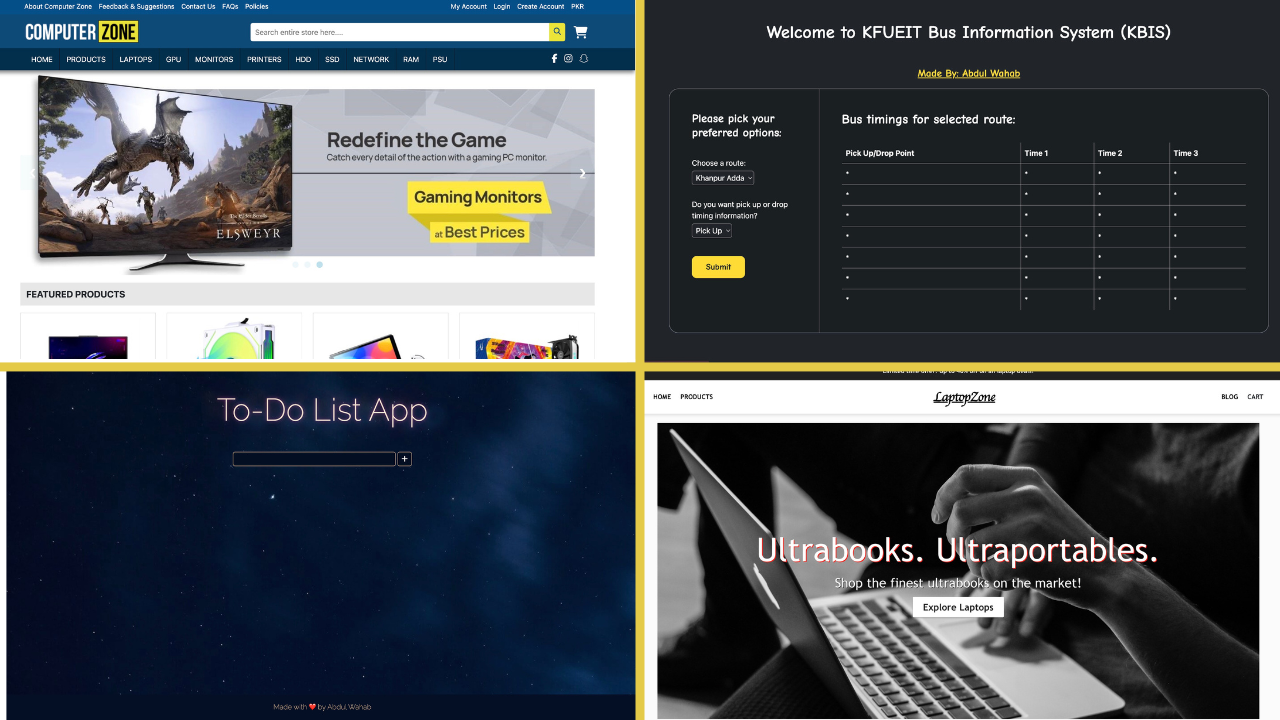 About Computer Zone Feedback & Suggestions Contact Us FAQs Policies
My Account Login Create Account PKR
COMPUTER ZONE
Search entire store here....
HOME PRODUCTS LAPTOPS GPU MONITORS PRINTERS HDD SSD NETWORK RAM PSU
Redefine the Game
Catch every detail of the action with a gaming PC monitor.
Gaming Monitors
at Best Prices
The Elder Scrolls
ELSWEYR
FEATURED PRODUCTS
Welcome to KFUEIT Bus Information System (KBIS)
Made By: Abdul Wahab
Please pick your
preferred options:
Choose a route:
Khanpur Adda
Do you want pick up or drop
timing information?
Pick Up
Submit
Bus timings for selected route:
Pick Up/Drop Point Time 1 Time 2 Time 3
* * * *
* * * *
* * * *
* * * *
* * * *
* * * *
* * * *
To-Do List App
+
Made with ❤️ by Abdul Wahab
HOME PRODUCTS
LaptopZone
BLOG CART
Ultrabooks. Ultraportables.
Shop the finest ultrabooks on the market!
Explore Laptops